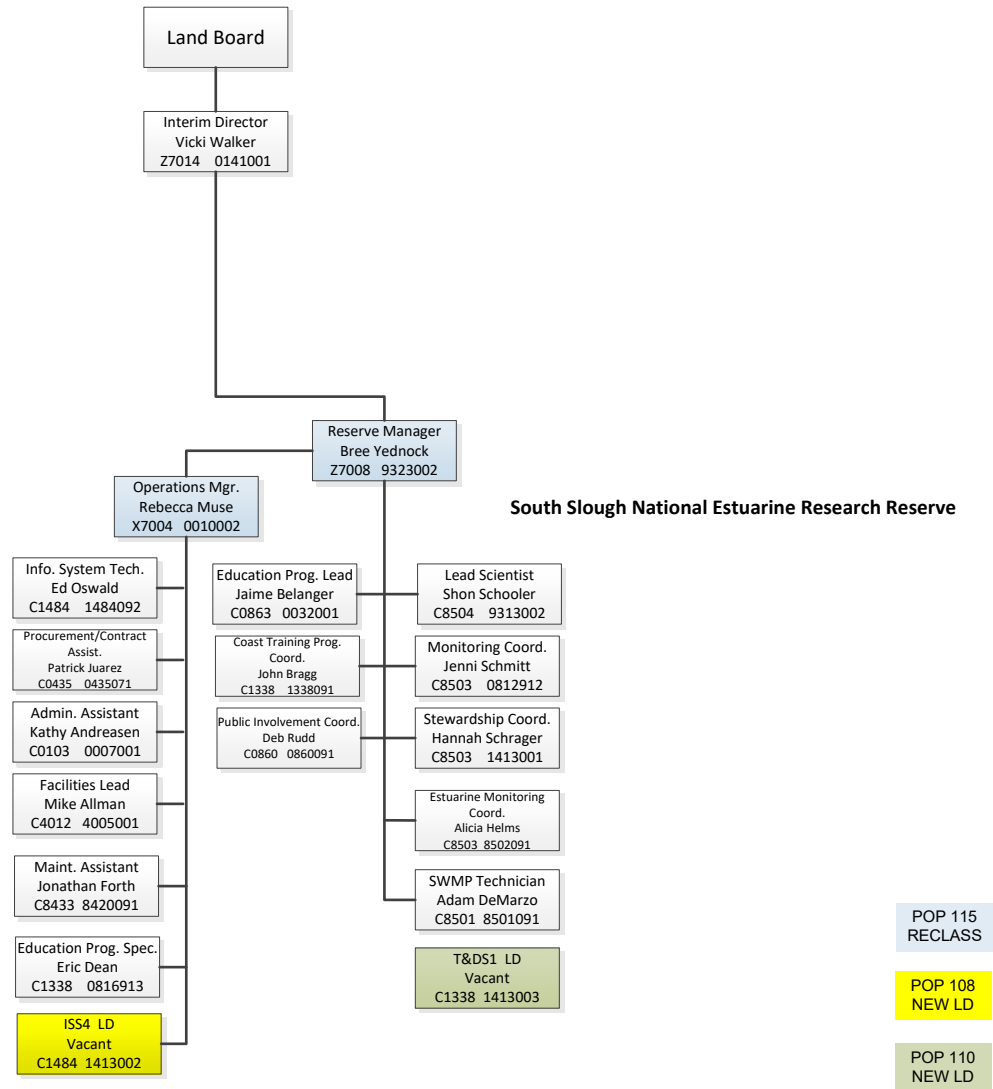 Land Board
Interim Director
Vicki Walker
Z7014 0141001
Reserve Manager
Bree Yednock
Z7008 9323002
Operations Mgr.
Rebecca Muse
X7004 0010002
South Slough National Estuarine Research Reserve
Info. System Tech.
Ed Oswald
C1484 1484092
Procurement/Contract
Assist.
Patrick Juarez
C0435 0435071
Admin. Assistant
Kathy Andreasen
C0103 0007001
Facilities Lead
Mike Allman
C4012 4005001
Maint. Assistant
Jonathan Forth
C8433 8420091
Education Prog. Spec.
Eric Dean
C1338 0816913
ISS4 LD
Vacant
C1484 1413002
Education Prog. Lead
Jaime Belanger
C0863 0032001
Coast Training Prog.
Coord.
John Bragg
C1338 1338091
Public Involvement Coord.
Deb Rudd
C0860 0860091
Lead Scientist
Shon Schooler
C8504 9313002
Monitoring Coord.
Jenni Schmitt
C8503 0812912
Stewardship Coord.
Hannah Schrager
C8503 1413001
Estuarine Monitoring
Coord.
Alicia Helms
C8503 8502091
SWMP Technician
Adam DeMarzo
C8501 8501091
T&DS1 LD
Vacant
C1338 1413003
POP 115
RECLASS
POP 108
NEW LD
POP 110
NEW LD